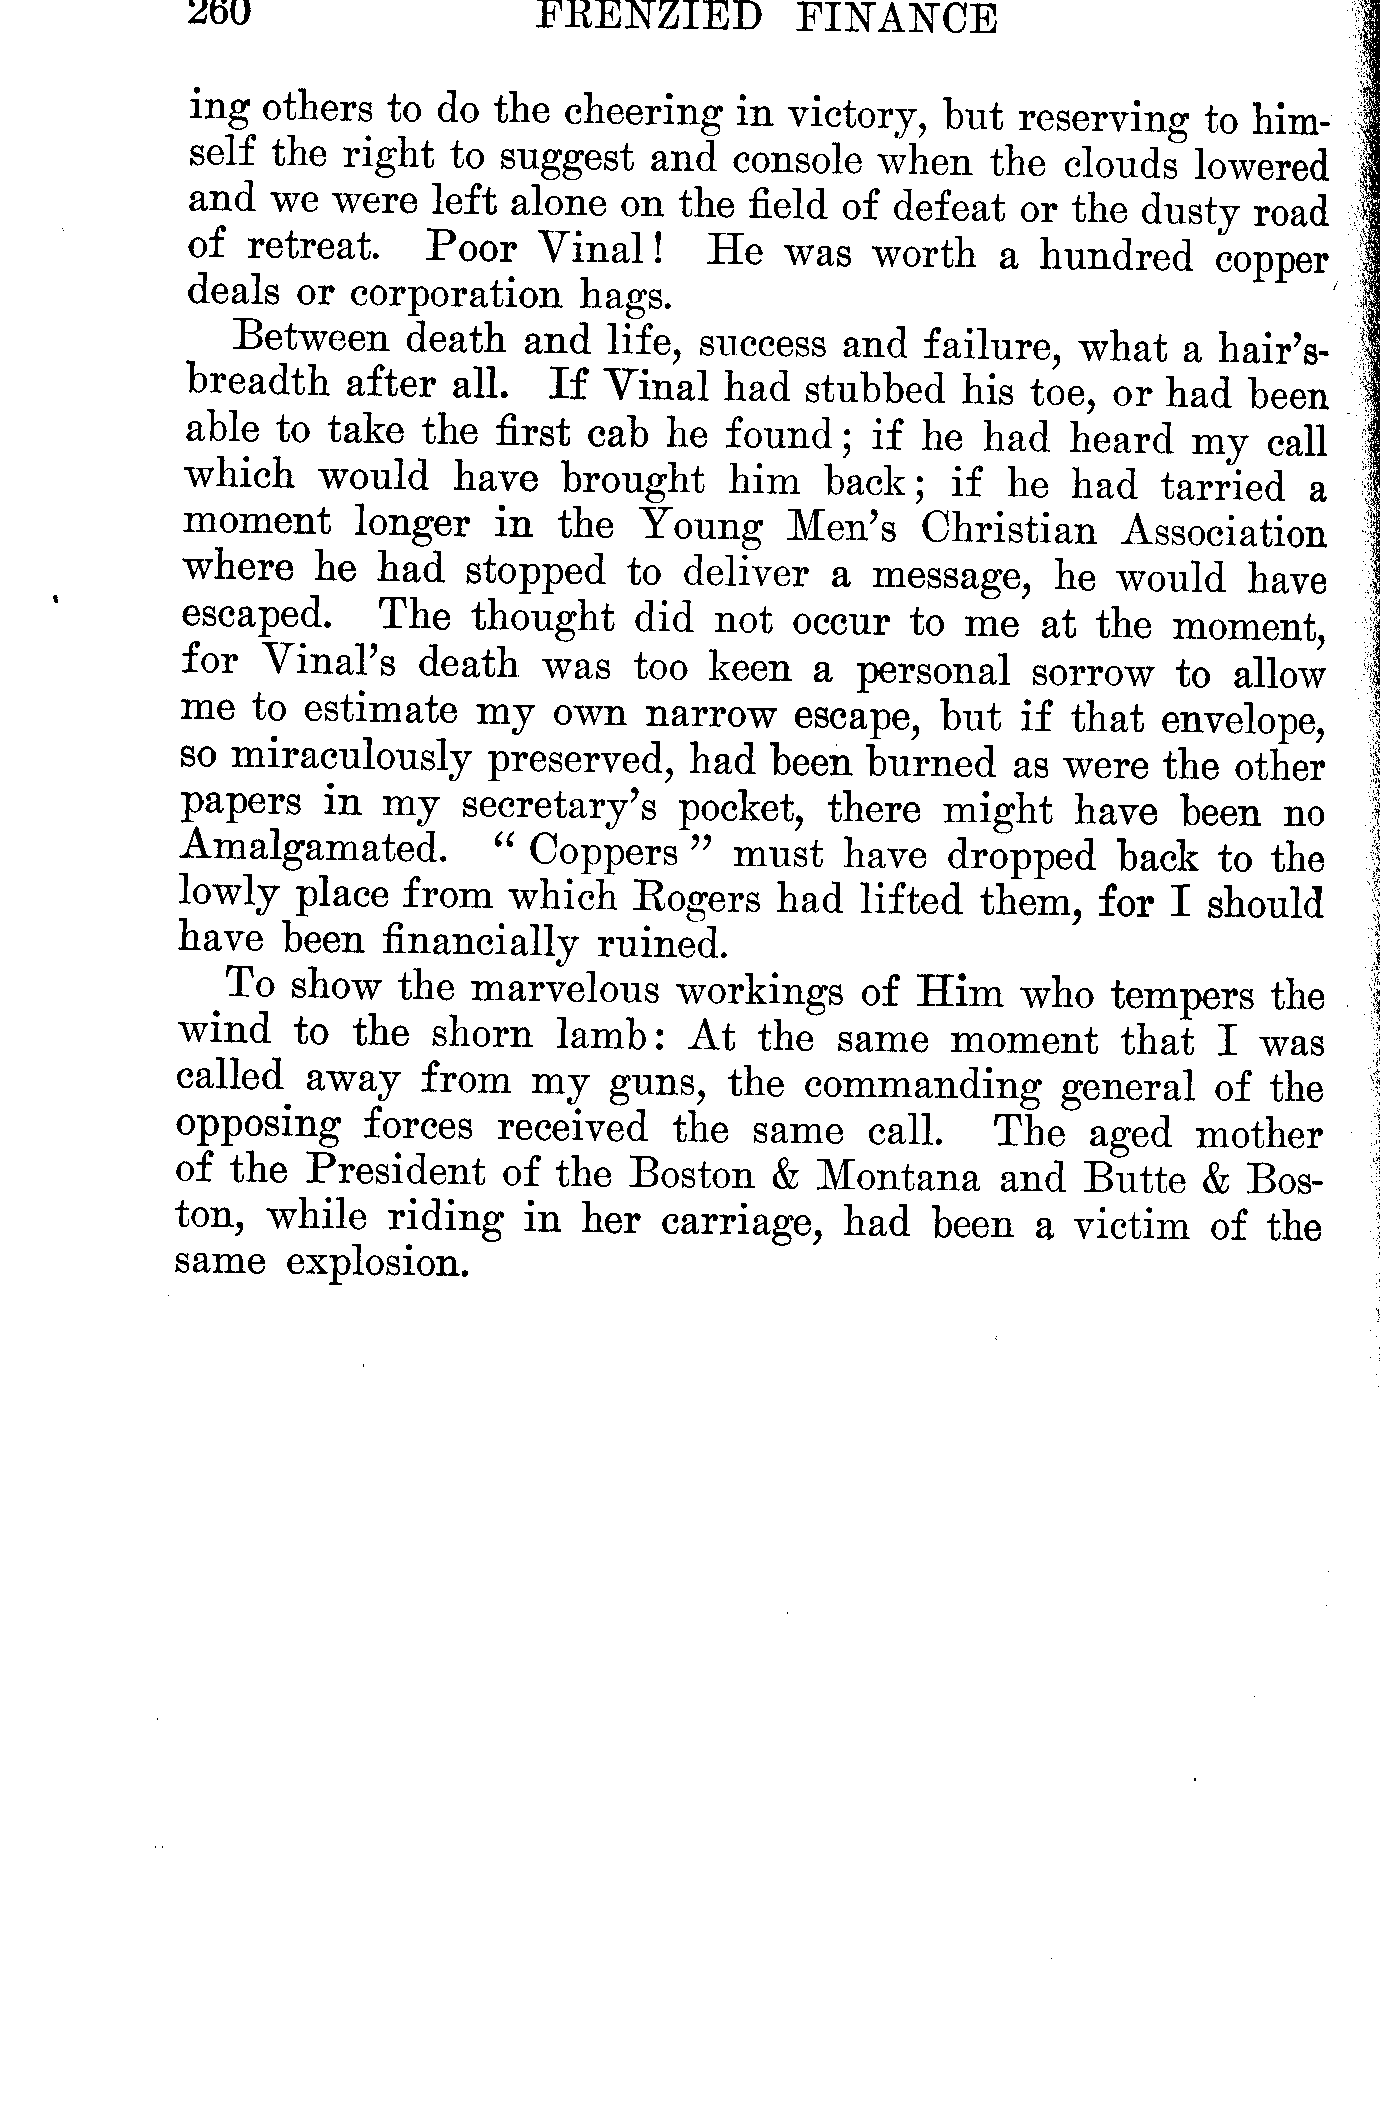 260 FRENZIED FINANCE
ing others to do the cheering in victory, but reserving to him-
self the right to suggest and console when the clouds lowered
and we were left alone on the field of defeat or the dusty road
of retreat. Poor Vinal! He was worth a hundred copper
deals or corporation hags.
Between death and life, success and failure, what a hair's-
breadth after all. If Vinal had stubbed his toe, or had been
able to take the first cab he found; if he had heard my call
which would have brought him back; if he had tarried a
moment longer in the Young Men's Christian Association
where he had stopped to deliver a message, he would have
escaped. The thought did not occur to me at the moment,
for Vinal's death was too keen a personal sorrow to allow
me to estimate my own narrow escape, but if that envelope,
so miraculously preserved, had been burned as were the other
papers in my secretary's pocket, there might have been no
Amalgamated. " Coppers " must have dropped back to the
lowly place from which Rogers had lifted them, for I should
have been financially ruined.
To show the marvelous workings of Him who tempers the
wind to the shorn lamb: At the same moment that I was
called away from my guns, the commanding general of the
opposing forces received the same call. The aged mother
of the President of the Boston & Montana and Butte & Bos-
ton, while riding in her carriage, had been a victim of the
same explosion.